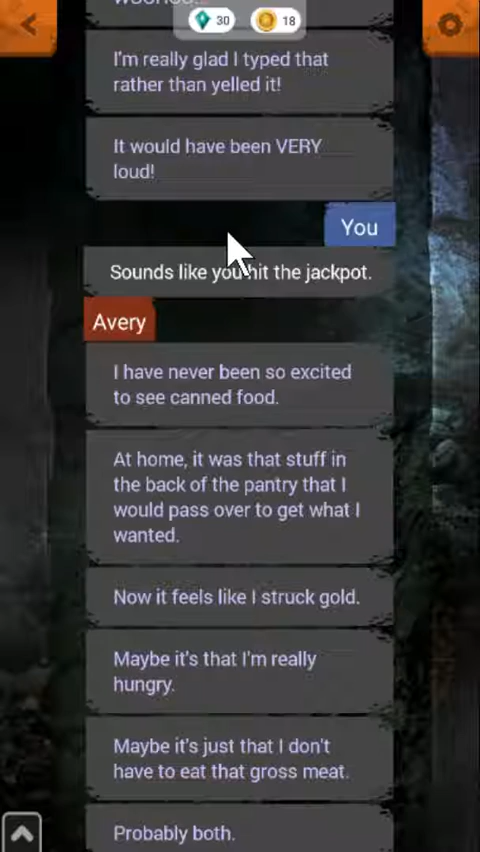 30
18
I'm really glad I typed that
rather than yelled it!
It would have been VERY
loud!
You
Sounds like you hit the jackpot.
Avery
I have never been so excited
to see canned food.
At home, it was that stuff in
the back of the pantry that I
would pass over to get what I
wanted.
Now it feels like I struck gold.
Maybe it's that I'm really
hungry.
Maybe it's just that I don't
have to eat that gross meat.
Probably both.